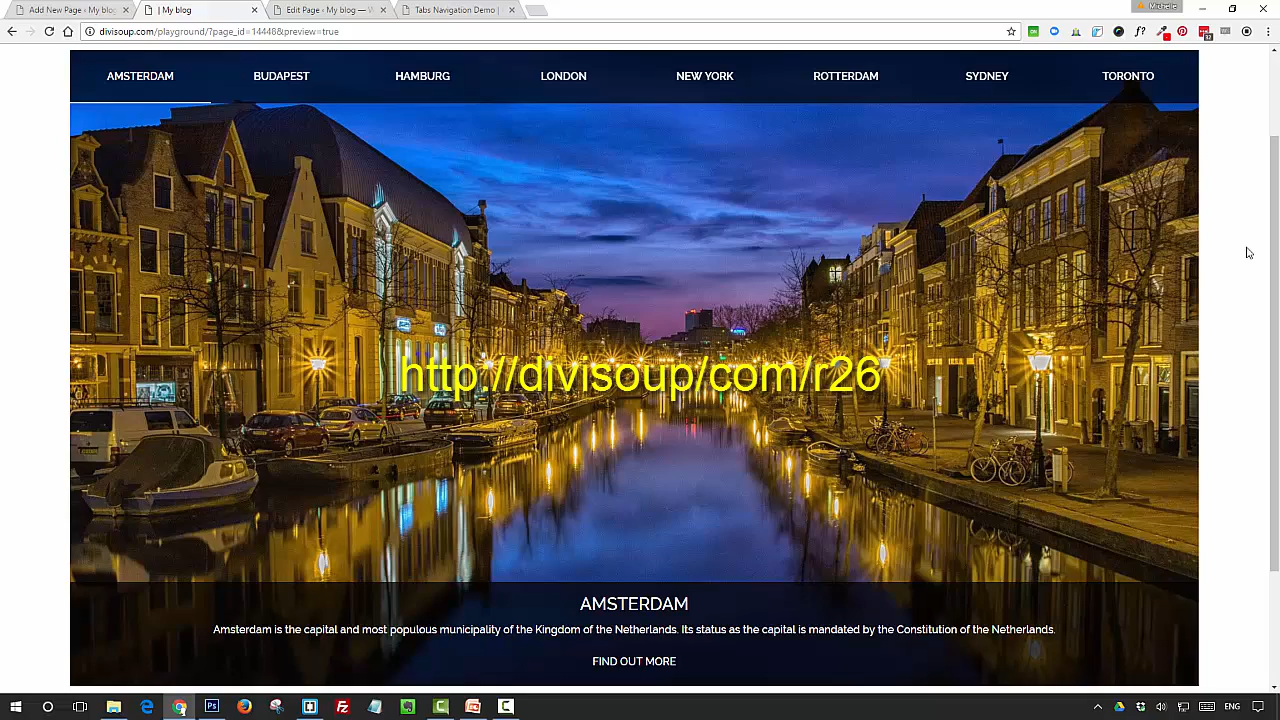 Add New Page ‹ My blog
| My blog
Edit Page ‹ My blog — W
Tabs Navigation Demo |
Michelle
divisoup.com/playground/?page_id=14448&preview=true
AMSTERDAM
BUDAPEST
HAMBURG
LONDON
NEW YORK
ROTTERDAM
SYDNEY
TORONTO
http://divisoup/com/r26
AMSTERDAM
Amsterdam is the capital and most populous municipality of the Kingdom of the Netherlands. Its status as the capital is mandated by the Constitution of the Netherlands.
FIND OUT MORE
ENG